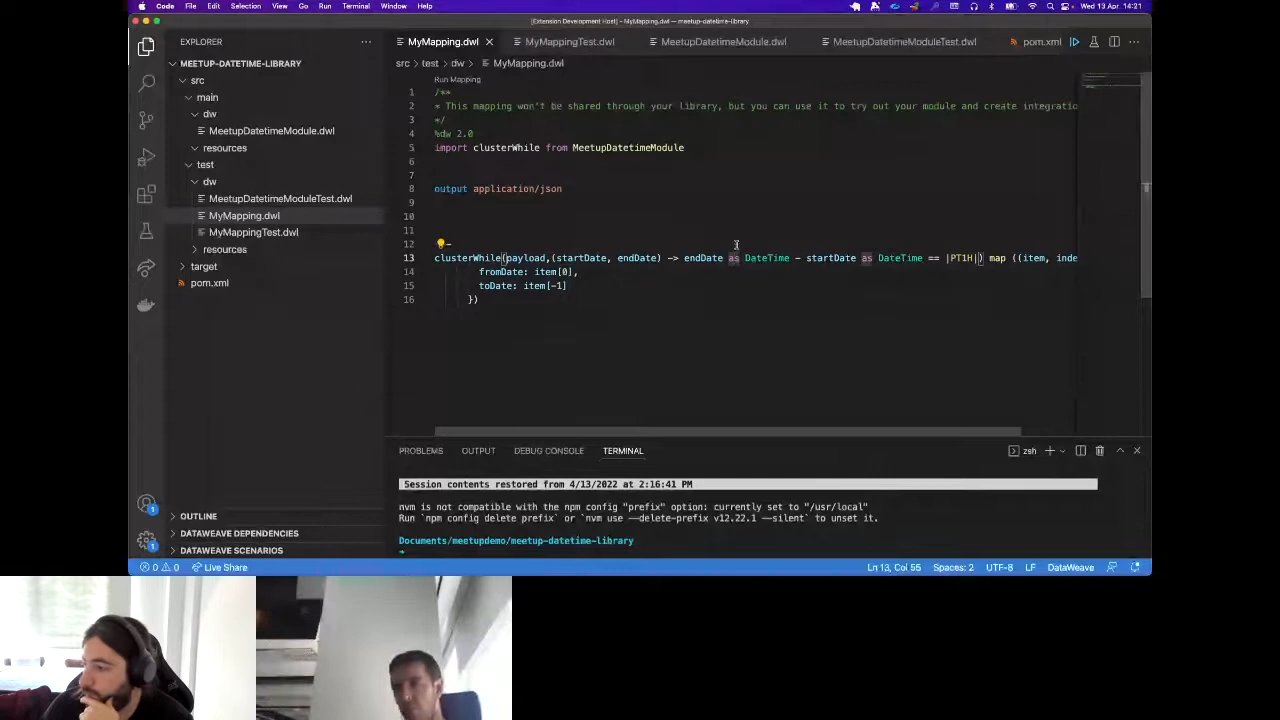 Code File Edit Selection View Go Run Terminal Window Help Wed 13 Apr. 14:21
[Extension Development Host] - MyMapping.dwl — meetup-datetime-library
EXPLORER
MyMapping.dwl MyMappingTest.dwl MeetupDatetimeModule.dwl MeetupDatetimeModuleTest.dwl pom.xml
src > test > dw > MyMapping.dwl
MEETUP-DATETIME-LIBRARY
src
main
dw
MeetupDatetimeModule.dwl
resources
test
dw
MeetupDatetimeModuleTest.dwl
MyMapping.dwl
MyMappingTest.dwl
resources
target
pom.xml
OUTLINE
DATAWEAVE DEPENDENCIES
DATAWEAVE SCENARIOS
Run Mapping
1 /**
2 * This mapping won't be shared through your library, but you can use it to try out your module and create integratio
3 */
4 %dw 2.0
5 import clusterWhile from MeetupDatetimeModule
6
7
8 output application/json
9
10
11
12
13 clusterWhile(payload,(startDate, endDate) -> endDate as DateTime - startDate as DateTime == |PT1H|) map ((item, inde
14 fromDate: item[0],
15 toDate: item[-1]
16 })
PROBLEMS OUTPUT DEBUG CONSOLE TERMINAL zsh
Session contents restored from 4/13/2022 at 2:16:41 PM
nvm is not compatible with the npm config "prefix" option: currently set to "/usr/local"
Run `npm config delete prefix` or `nvm use --delete-prefix v12.22.1 --silent` to unset it.
Documents/meetupdemo/meetup-datetime-library
0 0 Live Share Ln 13, Col 55 Spaces: 2 UTF-8 LF DataWeave